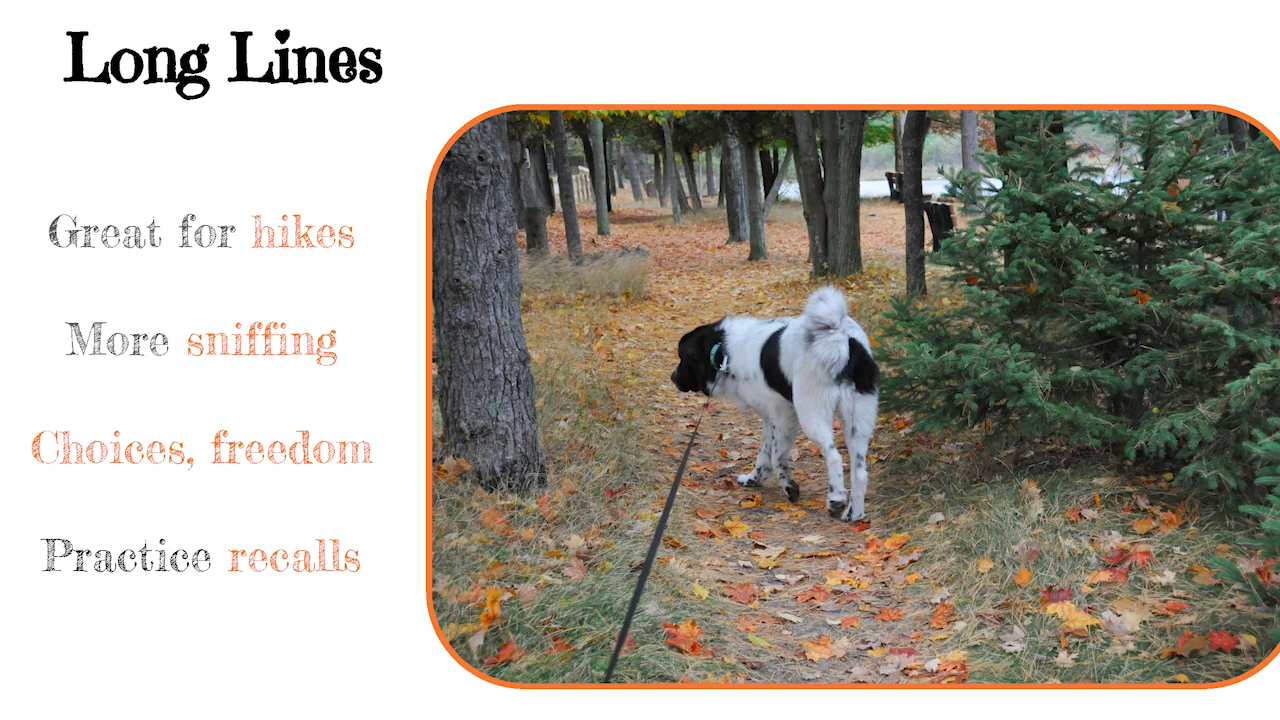 Long Lines
Great for hikes
More sniffing
Choices, freedom
Practice recalls